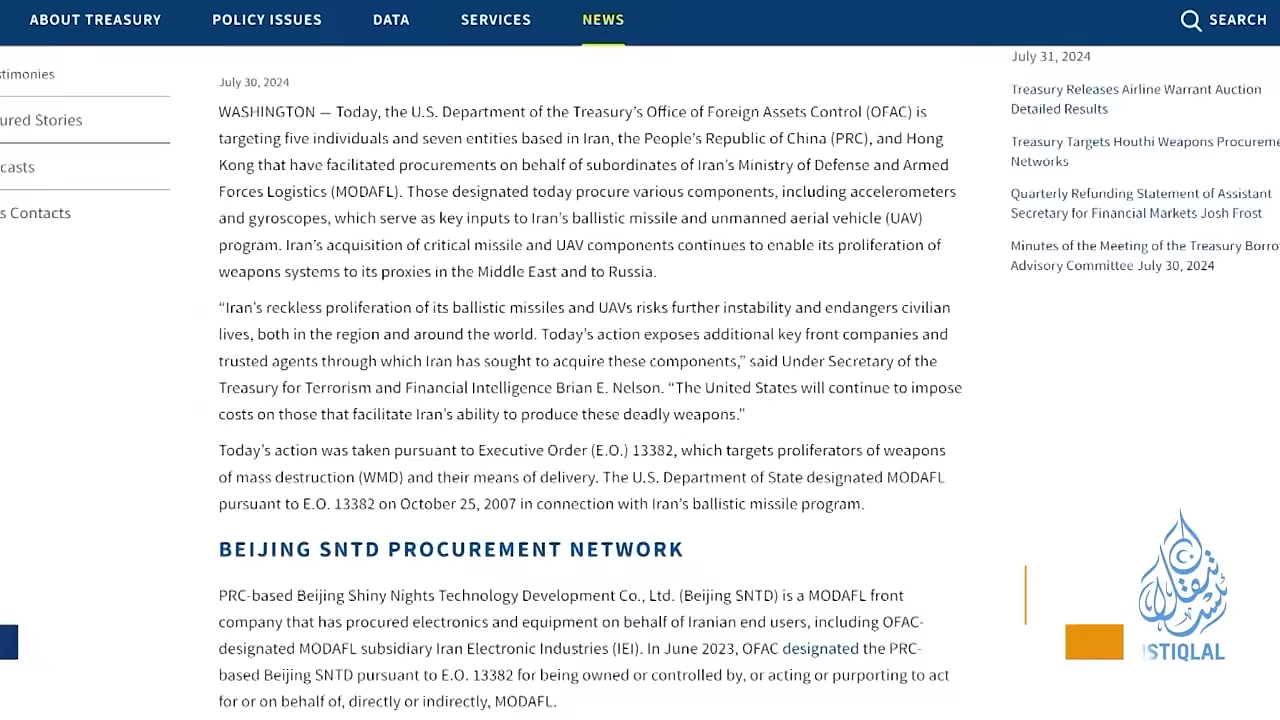 ABOUT TREASURY POLICY ISSUES DATA SERVICES NEWS SEARCH
stimonies
ured Stories
casts
s Contacts
July 30, 2024
WASHINGTON — Today, the U.S. Department of the Treasury’s Office of Foreign Assets Control (OFAC) is
targeting five individuals and seven entities based in Iran, the People’s Republic of China (PRC), and Hong
Kong that have facilitated procurements on behalf of subordinates of Iran’s Ministry of Defense and Armed
Forces Logistics (MODAFL). Those designated today procure various components, including accelerometers
and gyroscopes, which serve as key inputs to Iran’s ballistic missile and unmanned aerial vehicle (UAV)
program. Iran’s acquisition of critical missile and UAV components continues to enable its proliferation of
weapons systems to its proxies in the Middle East and to Russia.
“Iran’s reckless proliferation of its ballistic missiles and UAVs risks further instability and endangers civilian
lives, both in the region and around the world. Today’s action exposes additional key front companies and
trusted agents through which Iran has sought to acquire these components,” said Under Secretary of the
Treasury for Terrorism and Financial Intelligence Brian E. Nelson. “The United States will continue to impose
costs on those that facilitate Iran’s ability to produce these deadly weapons.”
Today’s action was taken pursuant to Executive Order (E.O.) 13382, which targets proliferators of weapons
of mass destruction (WMD) and their means of delivery. The U.S. Department of State designated MODAFL
pursuant to E.O. 13382 on October 25, 2007 in connection with Iran’s ballistic missile program.
BEIJING SNTD PROCUREMENT NETWORK
PRC-based Beijing Shiny Nights Technology Development Co., Ltd. (Beijing SNTD) is a MODAFL front
company that has procured electronics and equipment on behalf of Iranian end users, including OFAC-
designated MODAFL subsidiary Iran Electronic Industries (IEI). In June 2023, OFAC designated the PRC-
based Beijing SNTD pursuant to E.O. 13382 for being owned or controlled by, or acting or purporting to act
for or on behalf of, directly or indirectly, MODAFL.
July 31, 2024
Treasury Releases Airline Warrant Auction
Detailed Results
Treasury Targets Houthi Weapons Procureme
Networks
Quarterly Refunding Statement of Assistant
Secretary for Financial Markets Josh Frost
Minutes of the Meeting of the Treasury Borro
Advisory Committee July 30, 2024
STIQLAL